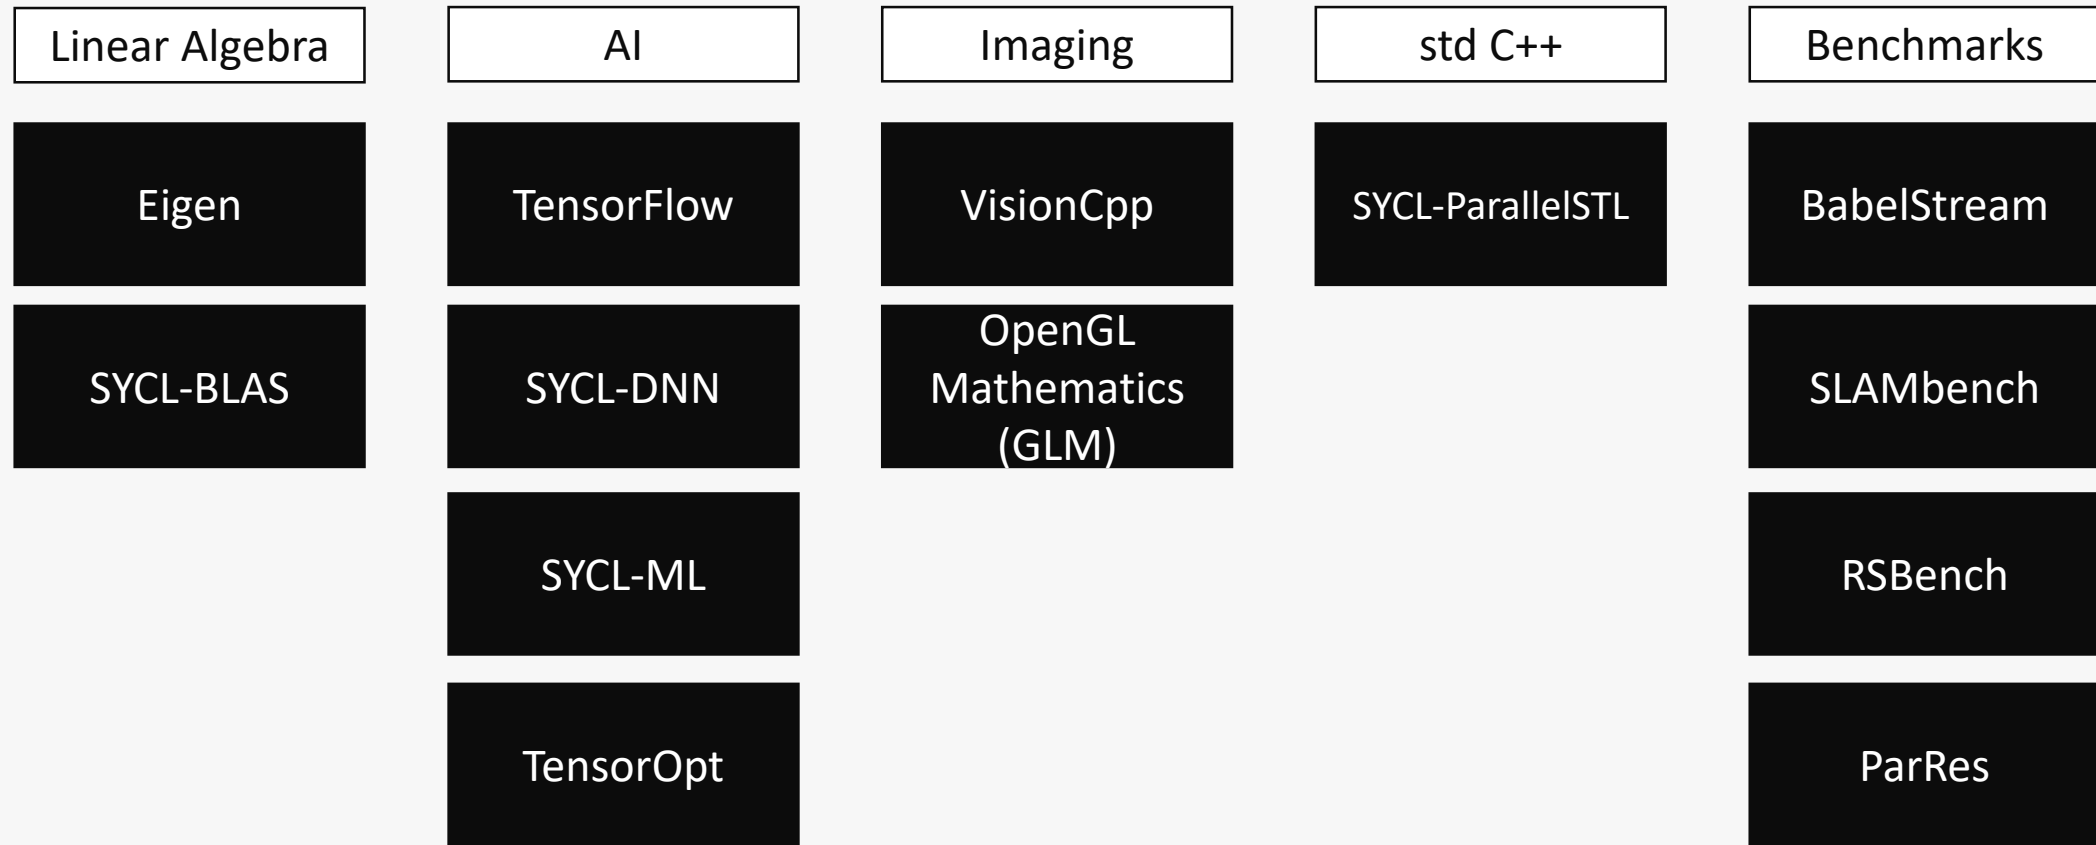 Linear Algebra
AI
Imaging
std C++
Benchmarks
Eigen
TensorFlow
VisionCpp
SYCL-ParallelSTL
BabelStream
SYCL-BLAS
SYCL-DNN
OpenGL
Mathematics
(GLM)
SLAMbench
SYCL-ML
RSBench
TensorOpt
ParRes